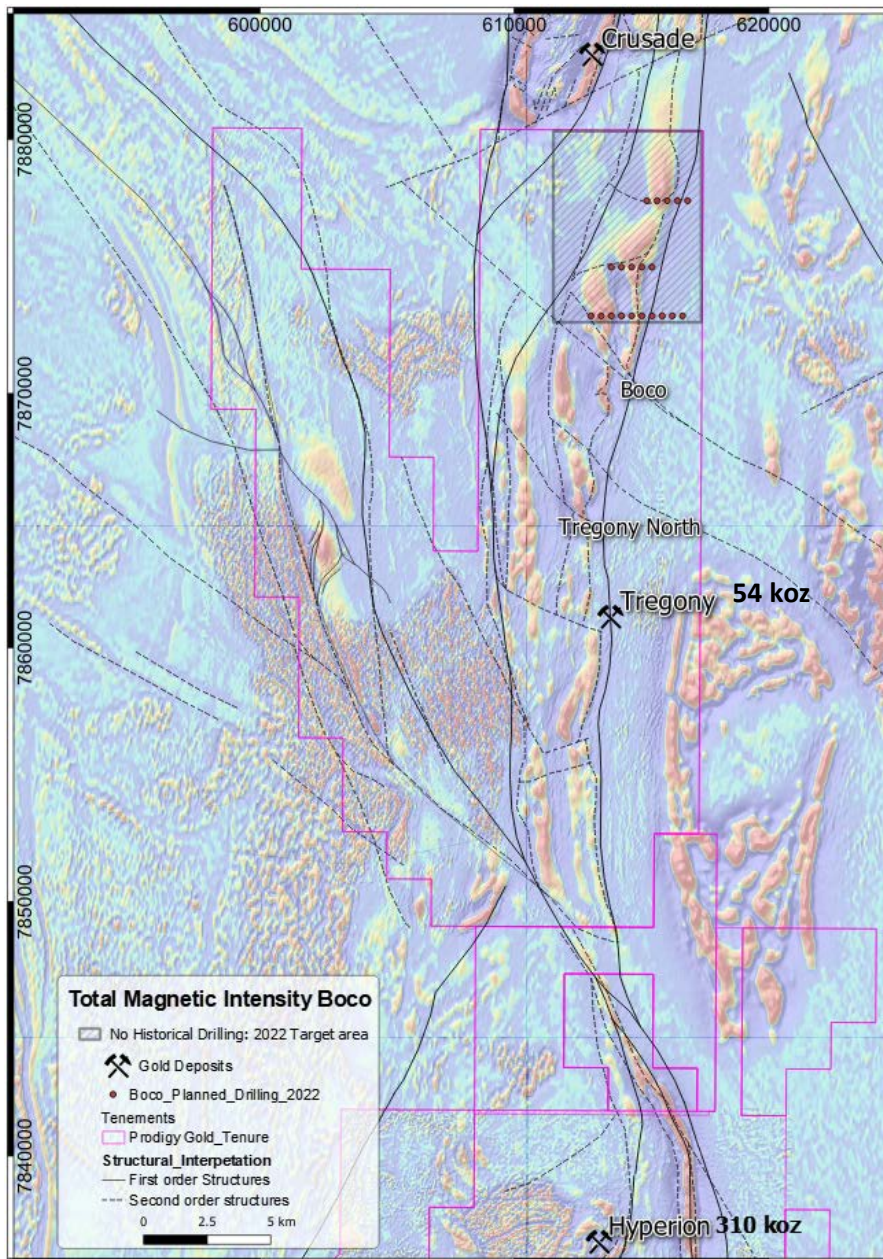 600000
610000
620000
Crusade
7880000
7870000
Boco
Tregony North
Tregony 54 koz
7860000
7850000
7840000
Total Magnetic Intensity Boco
No Historical Drilling: 2022 Target area
Gold Deposits
Boco_Planned_Drilling_2022
Tenements
Prodigy Gold_Tenure
Structural_Interpetation
First order Structures
Second order structures
0 2.5 5 km
Hyperion 310 koz